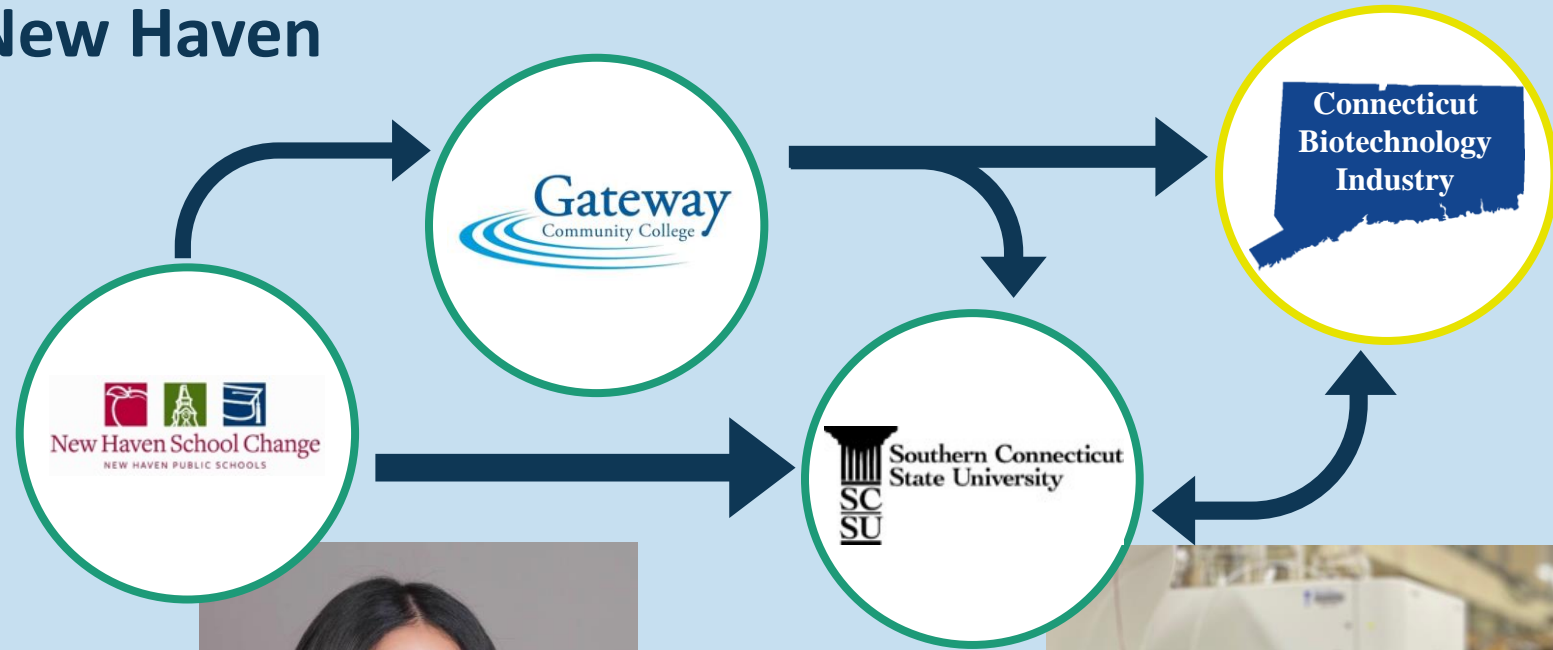 New Haven
Connecticut
Biotechnology
Industry
Gateway
Community College
New Haven School Change
NEW HAVEN PUBLIC SCHOOLS
Southern Connecticut
State University
SC
SU